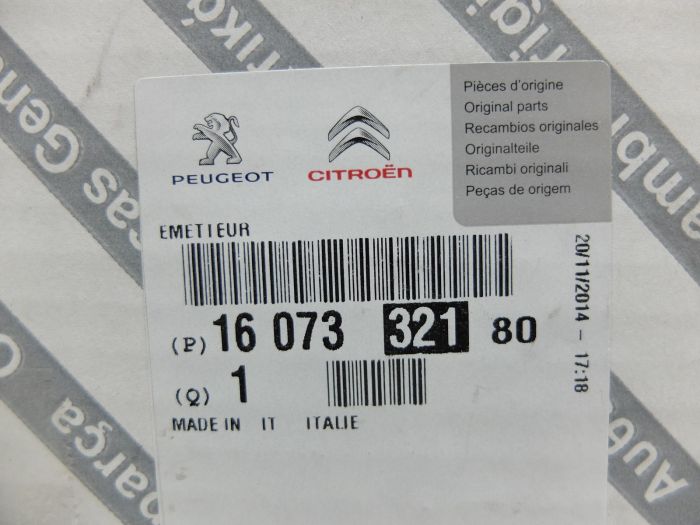 PEUGEOT
CITROËN
Pièces d'origine
Original parts
Recambios originales
Originalteile
Ricambi originali
Peças de origem
EMETIEUR
(P) 16 073 321 80
(Q) 1
MADE IN IT ITALIE
20/11/2014 - 17:18